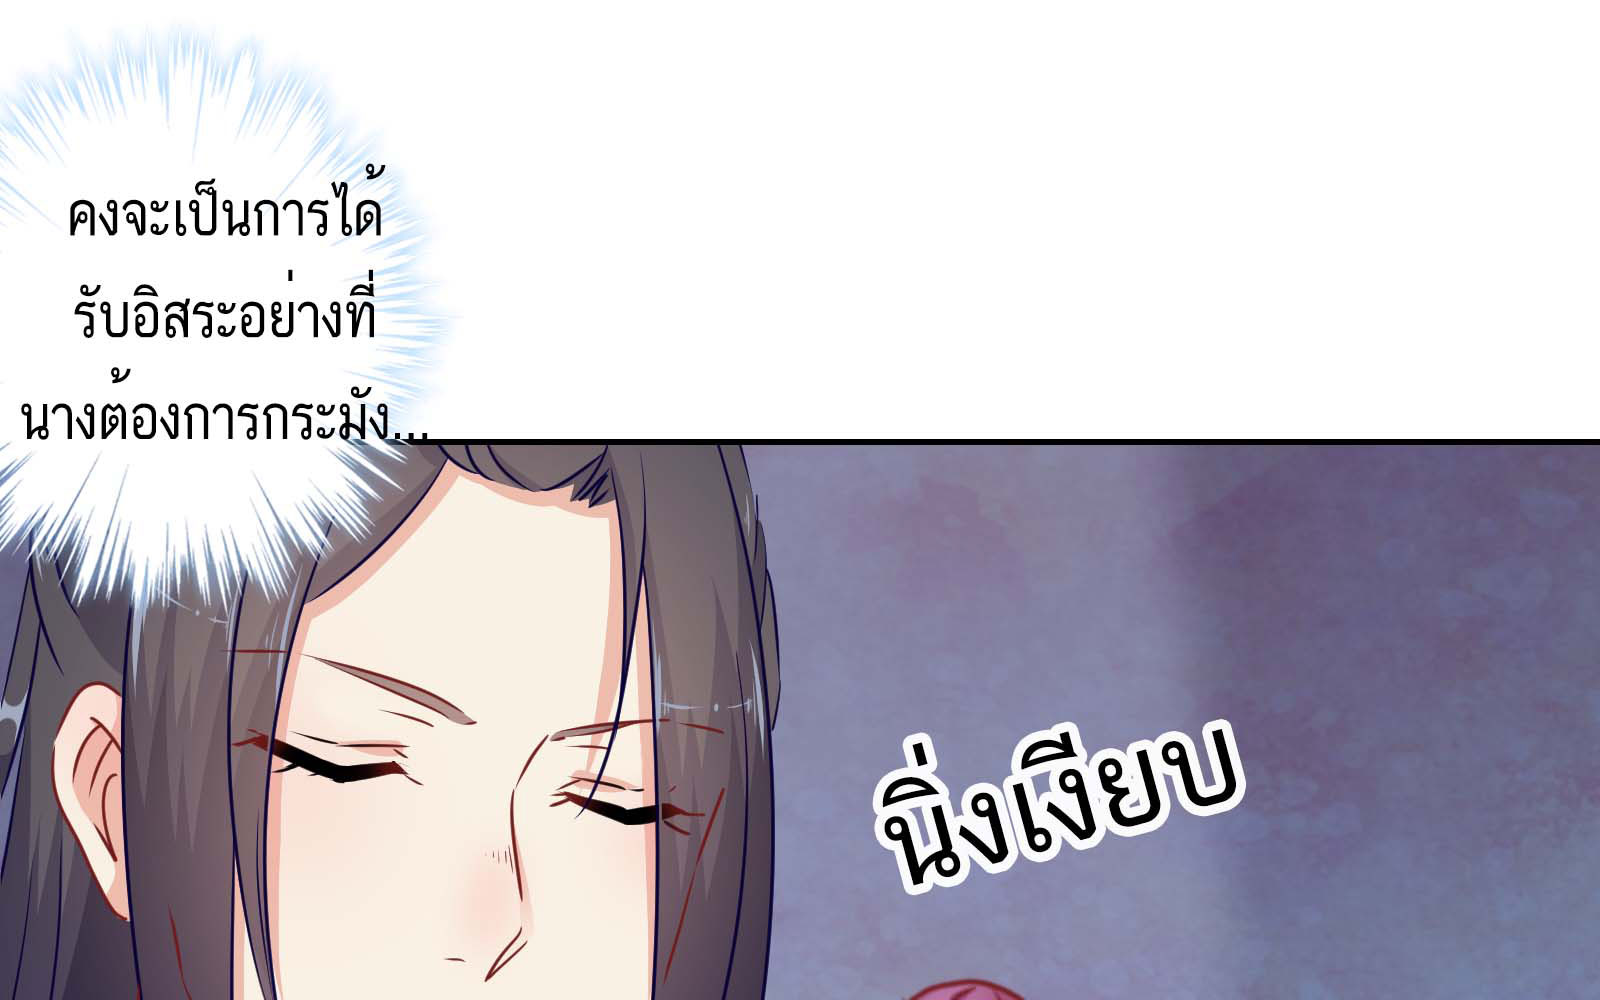 คงจะเป็นการได้
รับอิสระอย่างที่
นางต้องการกระมัง...
นิ่งเงียบ